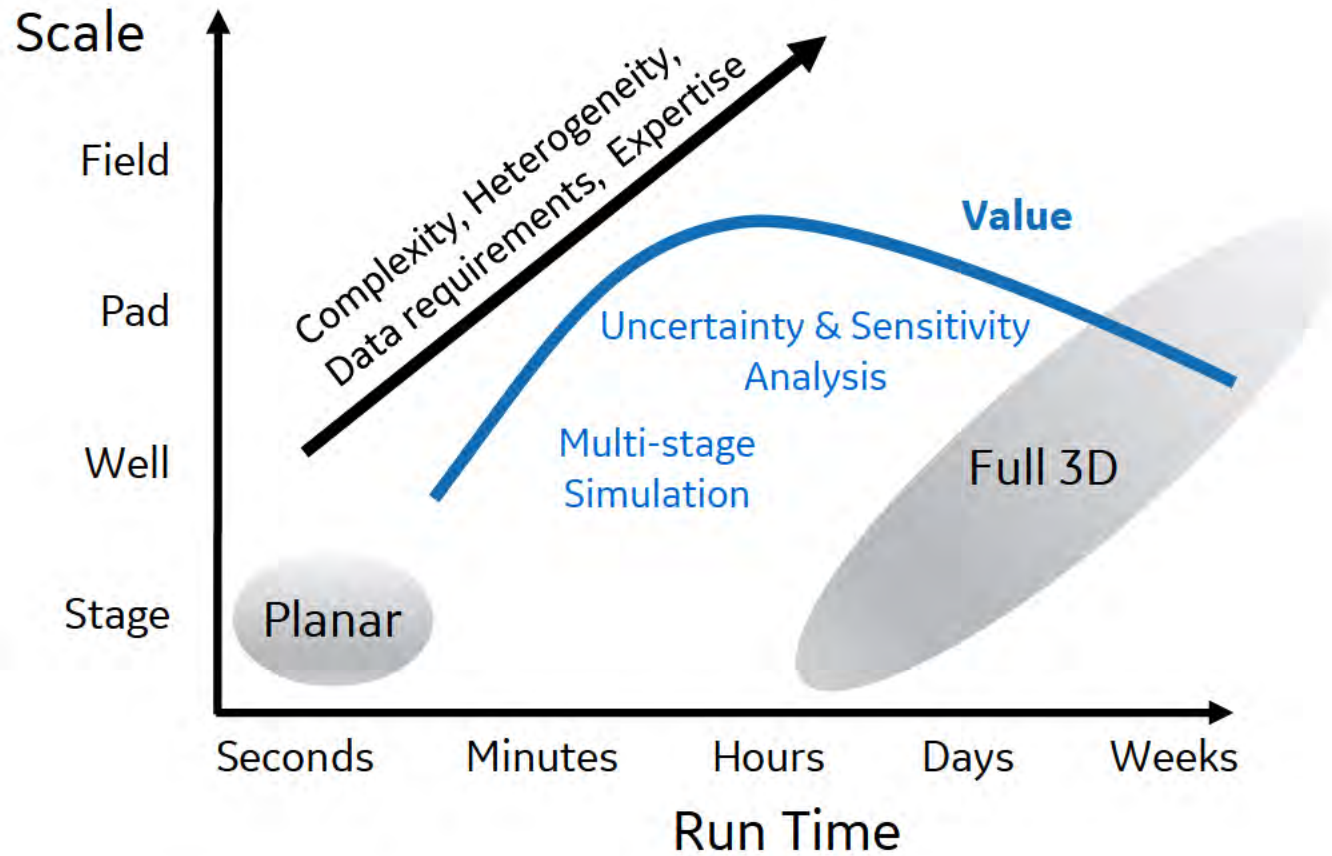 Scale
Field
Pad
Well
Stage
Complexity, Heterogeneity,
Data requirements, Expertise
Value
Uncertainty & Sensitivity
Analysis
Multi-stage
Simulation
Full 3D
Planar
Seconds
Minutes
Hours
Days
Weeks
Run Time